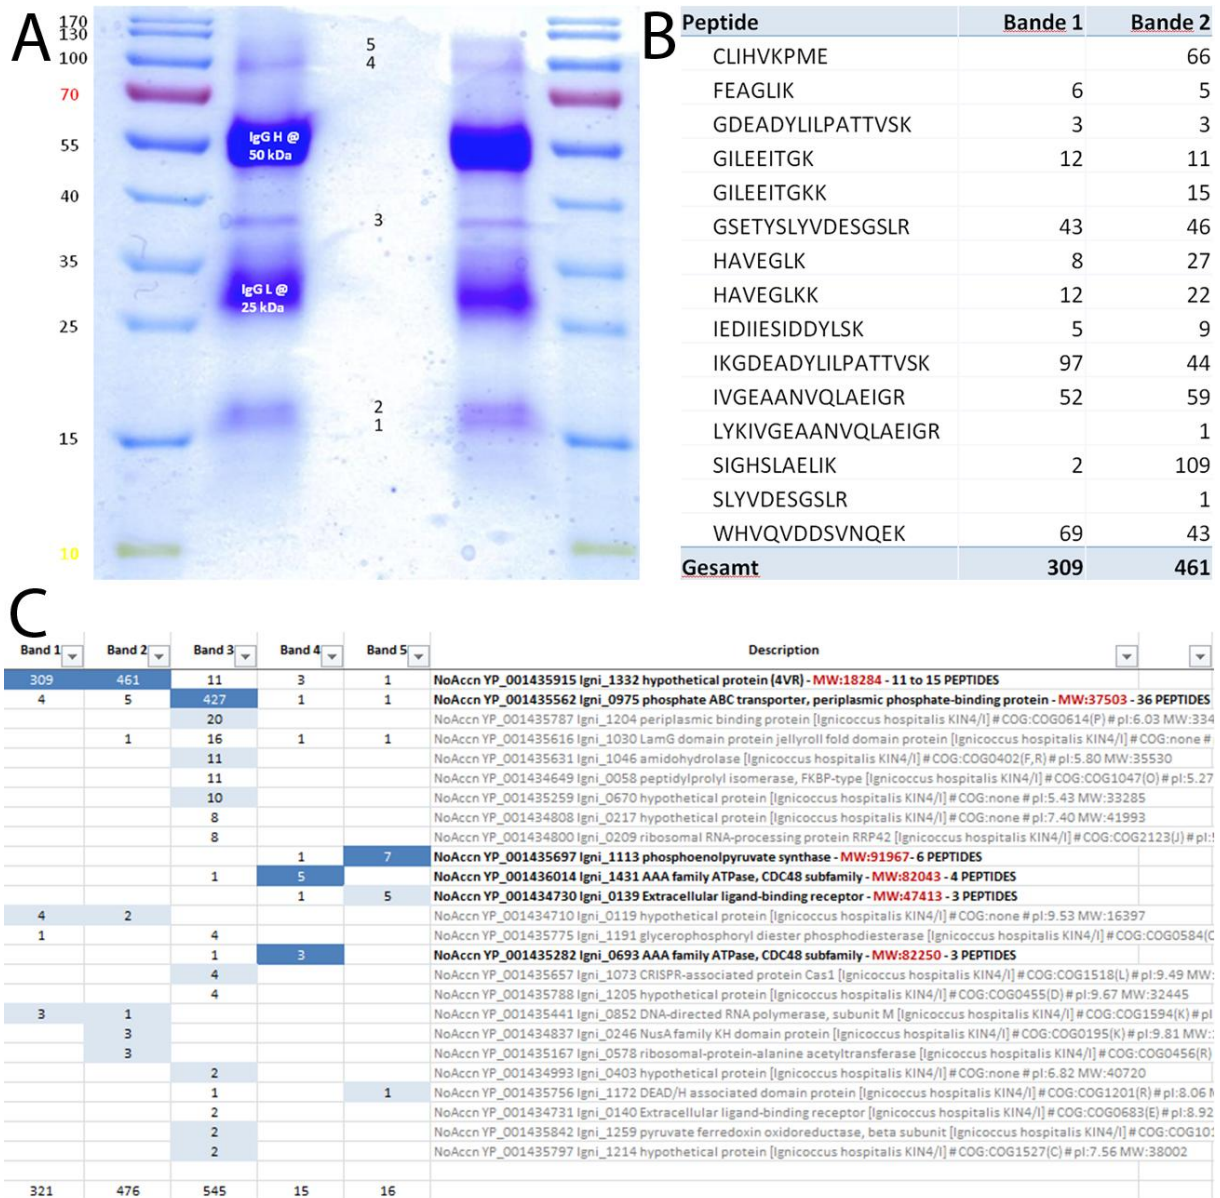 A
170
130
100
70
55
40
35
25
15
10
5
4
IgG H @
50 kDa
3
IgG L @
25 kDa
2
1
B
Peptide Bande 1 Bande 2
CLIHVKPME 66
FEAGLIK 6 5
GDEADYLILPATTVSK 3 3
GILEEITGK 12 11
GILEEITGKK 15
GSETYSLYVDESGSLR 43 46
HAVEGLK 8 27
HAVEGLKK 12 22
IEDIIESIDDYLSK 5 9
IKGDEADYLILPATTVSK 97 44
IVGEAANVQLAEIGR 52 59
LYKIVGEAANVQLAEIGR 1
SIGHSLAELIK 2 109
SLYVDESGSLR 1
WHVQVDDSVNQEK 69 43
Gesamt 309 461
C
Band 1 Band 2 Band 3 Band 4 Band 5 Description
309 461 11 3 1 NoAccn YP_001435915 Igni_1332 hypothetical protein (4VR) - MW:18284 - 11 to 15 PEPTIDES
4 5 427 1 1 NoAccn YP_001435562 Igni_0975 phosphate ABC transporter, periplasmic phosphate-binding protein - MW:37503 - 36 PEPTIDES
20 NoAccn YP_001435787 Igni_1204 periplasmic binding protein [Ignicoccus hospitalis KIN4/I] # COG:COG0614(P) # pI:6.03 MW:334
1 16 1 1 NoAccn YP_001435616 Igni_1030 LamG domain protein jellyroll fold domain protein [Ignicoccus hospitalis KIN4/I] # COG:none #
11 NoAccn YP_001435631 Igni_1046 amidohydrolase [Ignicoccus hospitalis KIN4/I] # COG:COG0402(F,R) # pI:5.80 MW:35530
11 NoAccn YP_001434649 Igni_0058 peptidylprolyl isomerase, FKBP-type [Ignicoccus hospitalis KIN4/I] # COG:COG1047(O) # pI:5.27
10 NoAccn YP_001435259 Igni_0670 hypothetical protein [Ignicoccus hospitalis KIN4/I] # COG:none # pI:5.43 MW:33285
8 NoAccn YP_001434808 Igni_0217 hypothetical protein [Ignicoccus hospitalis KIN4/I] # COG:none # pI:7.40 MW:41993
8 NoAccn YP_001434800 Igni_0209 ribosomal RNA-processing protein RRP42 [Ignicoccus hospitalis KIN4/I] # COG:COG2123(J) # pI:
1 7 NoAccn YP_001435697 Igni_1113 phosphoenolpyruvate synthase - MW:91967 - 6 PEPTIDES
1 5 NoAccn YP_001436014 Igni_1431 AAA family ATPase, CDC48 subfamily - MW:82043 - 4 PEPTIDES
1 5 NoAccn YP_001434730 Igni_0139 Extracellular ligand-binding receptor - MW:47413 - 3 PEPTIDES
4 2 NoAccn YP_001434710 Igni_0119 hypothetical protein [Ignicoccus hospitalis KIN4/I] # COG:none # pI:9.53 MW:16397
1 4 NoAccn YP_001435775 Igni_1191 glycerophosphoryl diester phosphodiesterase [Ignicoccus hospitalis KIN4/I] # COG:COG0584(C
1 3 NoAccn YP_001435282 Igni_0693 AAA family ATPase, CDC48 subfamily - MW:82250 - 3 PEPTIDES
4 NoAccn YP_001435657 Igni_1073 CRISPR-associated protein Cas1 [Ignicoccus hospitalis KIN4/I] # COG:COG1518(L) # pI:9.49 MW:
4 NoAccn YP_001435788 Igni_1205 hypothetical protein [Ignicoccus hospitalis KIN4/I] # COG:COG0455(D) # pI:9.67 MW:32445
3 1 NoAccn YP_001435441 Igni_0852 DNA-directed RNA polymerase, subunit M [Ignicoccus hospitalis KIN4/I] # COG:COG1594(K) # pI
3 NoAccn YP_001434837 Igni_0246 NusA family KH domain protein [Ignicoccus hospitalis KIN4/I] # COG:COG0195(K) # pI:9.81 MW:
3 NoAccn YP_001435167 Igni_0578 ribosomal-protein-alanine acetyltransferase [Ignicoccus hospitalis KIN4/I] # COG:COG0456(R)
2 NoAccn YP_001434993 Igni_0403 hypothetical protein [Ignicoccus hospitalis KIN4/I] # COG:none # pI:6.82 MW:40720
1 1 NoAccn YP_001435756 Igni_1172 DEAD/H associated domain protein [Ignicoccus hospitalis KIN4/I] # COG:COG1201(R) # pI:8.06
2 NoAccn YP_001434731 Igni_0140 Extracellular ligand-binding receptor [Ignicoccus hospitalis KIN4/I] # COG:COG0683(E) # pI:8.92
2 NoAccn YP_001435842 Igni_1259 pyruvate ferredoxin oxidoreductase, beta subunit [Ignicoccus hospitalis KIN4/I] # COG:COG10
2 NoAccn YP_001435797 Igni_1214 hypothetical protein [Ignicoccus hospitalis KIN4/I] # COG:COG1527(C) # pI:7.56 MW:38002
321 476 545 15 16